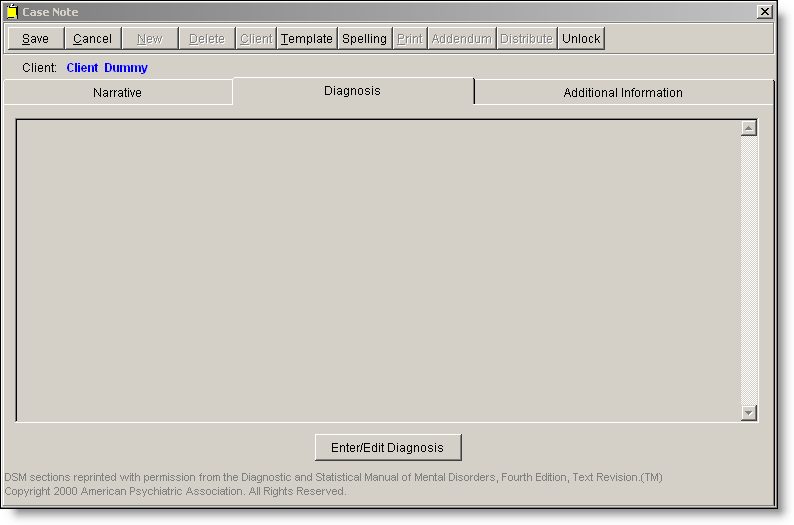 Case Note
Save Cancel New Delete Client Template Spelling Print Addendum Distribute Unlock
Client: Client Dummy
Narrative Diagnosis Additional Information
Enter/Edit Diagnosis
DSM sections reprinted with permission from the Diagnostic and Statistical Manual of Mental Disorders, Fourth Edition, Text Revision.(TM)
Copyright 2000 American Psychiatric Association. All Rights Reserved.